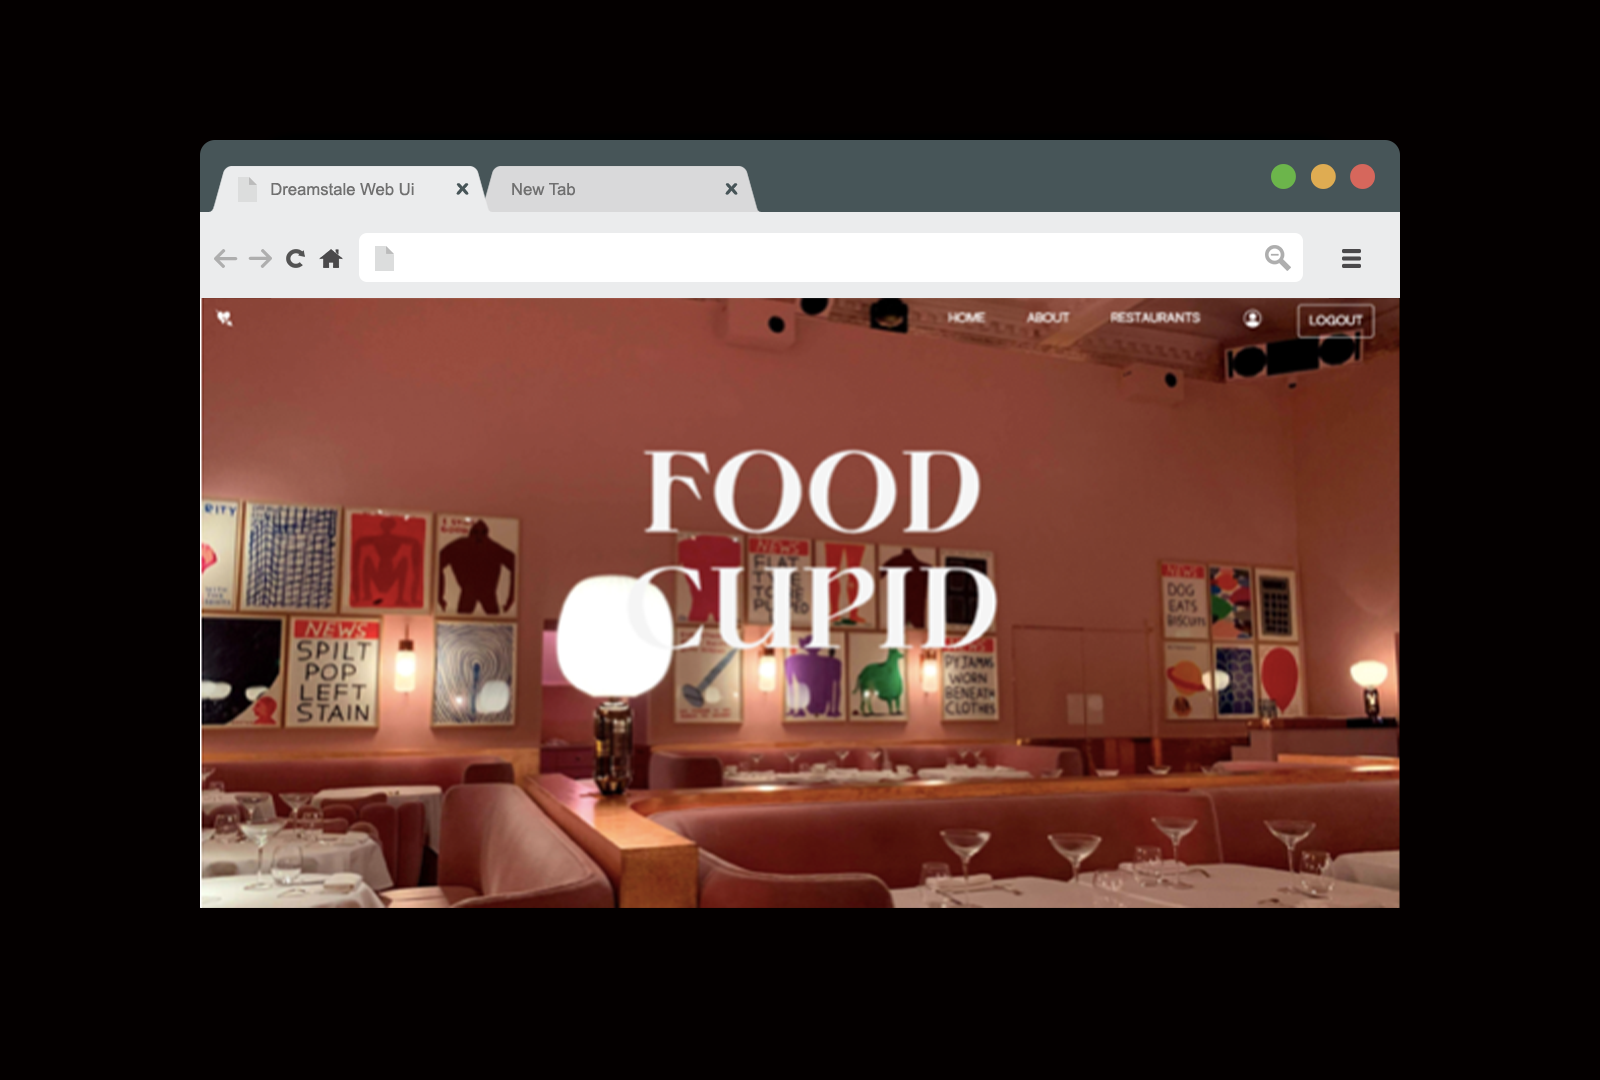 Dreamstale Web Ui
New Tab
HOME ABOUT RESTAURANTS LOGOUT
FOOD
CUPID
NEWS
SPILT
POP
LEFT
STAIN
NEWS
FLAT
NEWS
DOG
EATS
BISCUITS
PYJAMAS
WORN
BENEATH
CLOTHES